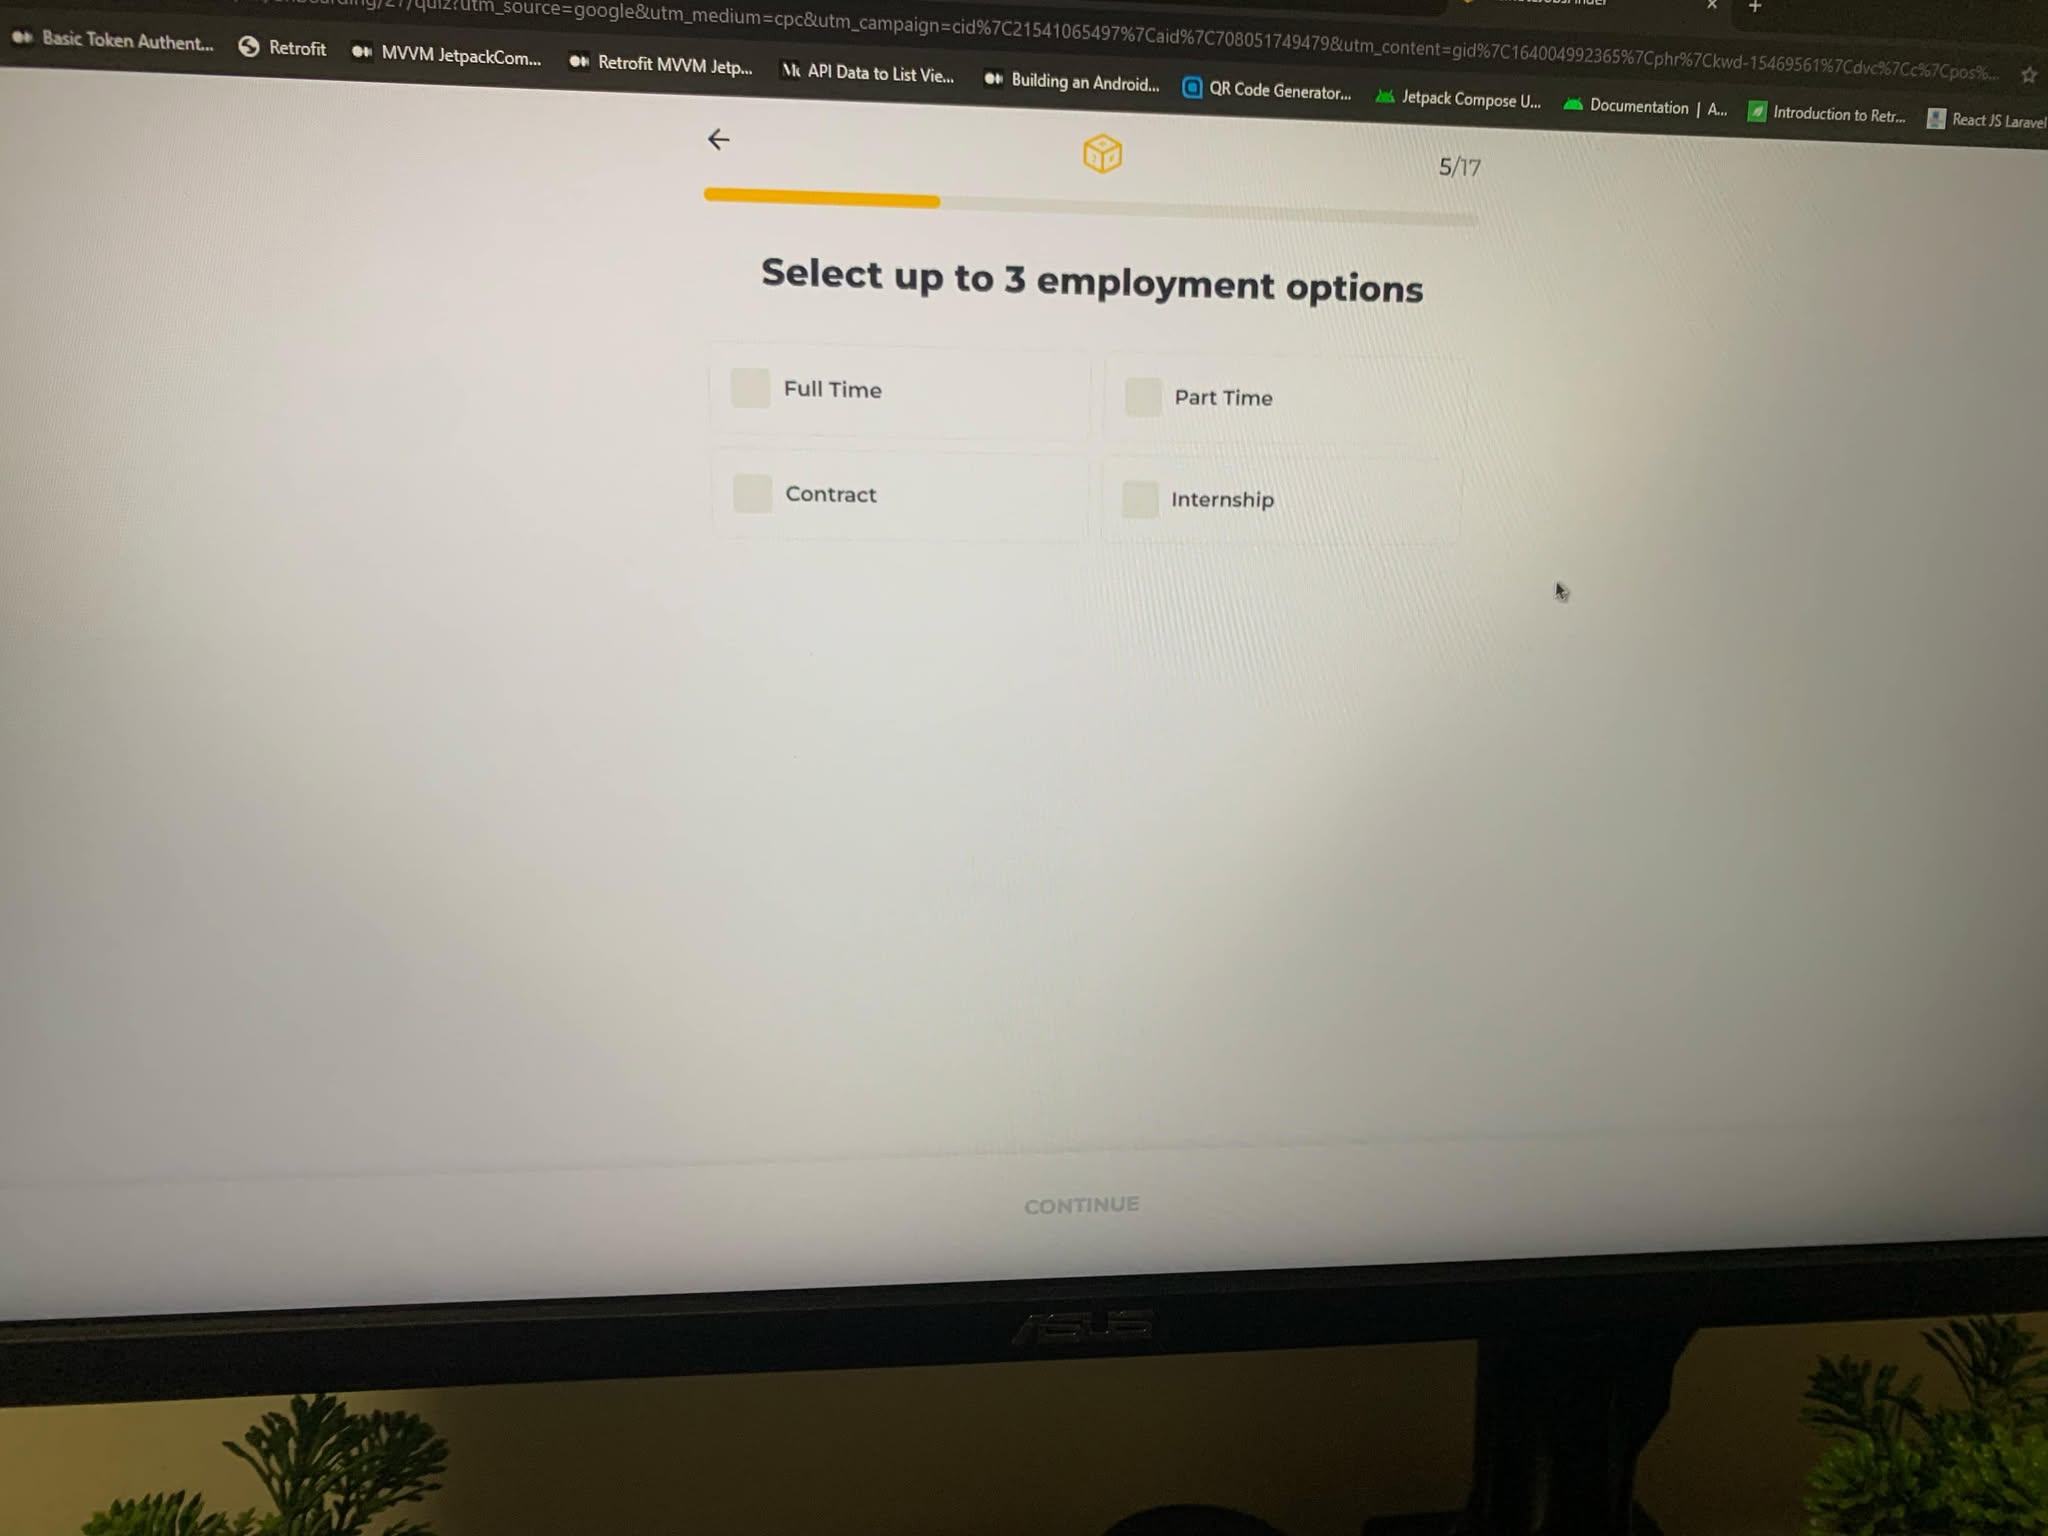 /quiz?utm_source=google&utm_medium=cpc&utm_campaign=cid%7C21541065497%7Caid%7C708051749479&utm_content=gid%7C164004992365%7Cphr%7Ckwd-15469561%7Cdvc%7Cc%7Cpos%...
Basic Token Authent... Retrofit MVVM JetpackCom... Retrofit MVVM Jetp... API Data to List Vie... Building an Android... QR Code Generator... Jetpack Compose U... Documentation | A... Introduction to Retr... React JS Laravel
5/17
Select up to 3 employment options
Full Time Part Time
Contract Internship
CONTINUE
ASUS